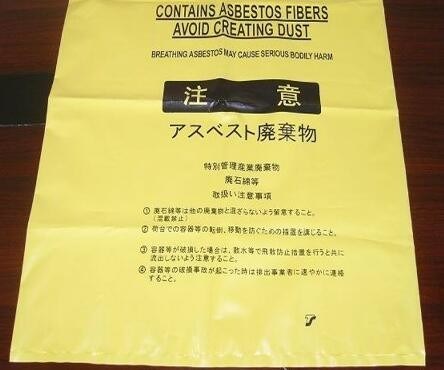 CONTAINS ASBESTOS FIBERS
AVOID CREATING DUST
BREATHING ASBESTOS MAY CAUSE SERIOUS BODILY HARM
注 意
アスベスト廃棄物
特別管理産業廃棄物
廃石綿等
取扱い注意事項
① 廃石綿等は他の廃棄物と混ざらないよう留意すること。
(混載禁止)
② 荷台での容器等の転倒、移動を防ぐための措置を講じること。
③ 容器等が破損した場合は、散水等で飛散防止措置を行うと共に
流出しないよう注意すること。
④ 容器等の破損事故が起こった時は排出事業者に速やかに連絡
すること。